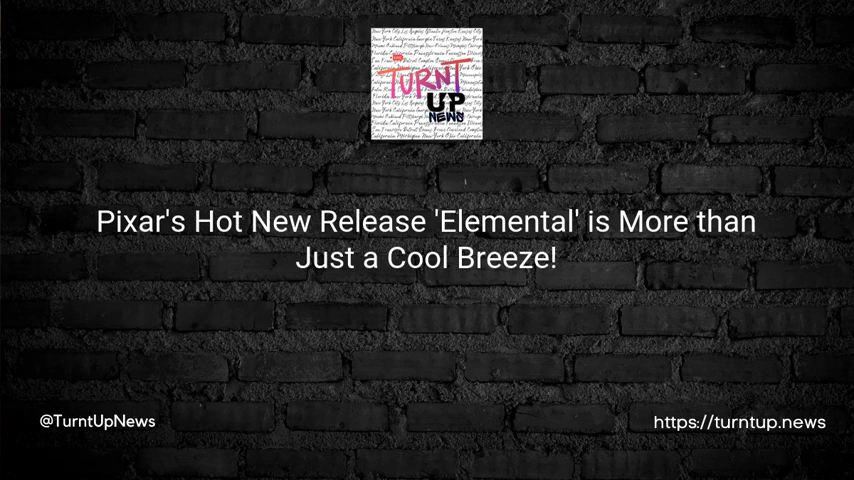 TURNT
UP
NEWS
Pixar's Hot New Release 'Elemental' is More than
Just a Cool Breeze!
@TurntUpNews
https://turntup.news